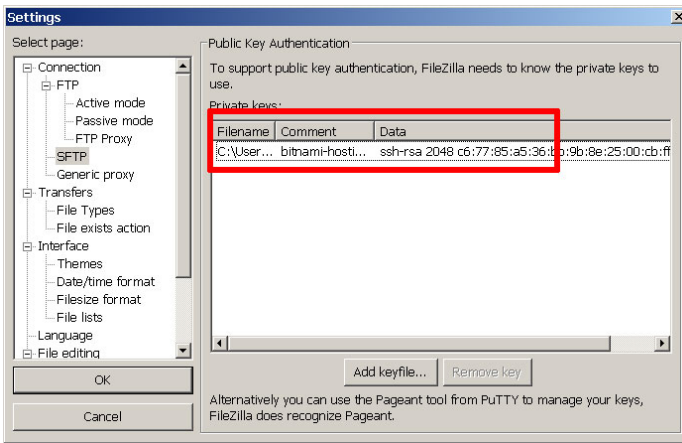 Settings
Select page:
Connection
FTP
Active mode
Passive mode
FTP Proxy
SFTP
Generic proxy
Transfers
File Types
File exists action
Interface
Themes
Date/time format
Filesize format
File lists
Language
File editing
OK
Cancel
Public Key Authentication
To support public key authentication, FileZilla needs to know the private keys to
use.
Private keys:
Filename Comment Data
C:\User... bitnami-hosti... ssh-rsa 2048 c6:77:85:a5:36:bb:9b:8e:25:00:cb:ff
Add keyfile... Remove key
Alternatively you can use the Pageant tool from PuTTY to manage your keys,
FileZilla does recognize Pageant.